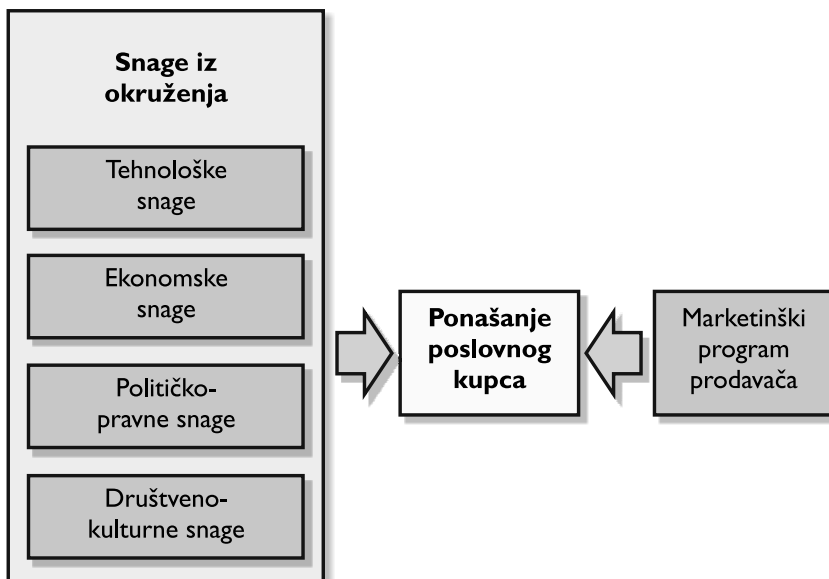 Snage iz
okruženja
Tehnološke
snage
Ekonomske
snage
Političko-
pravne snage
Društveno-
kulturne snage
Ponašanje
poslovnog
kupca
Marketinški
program
prodavača